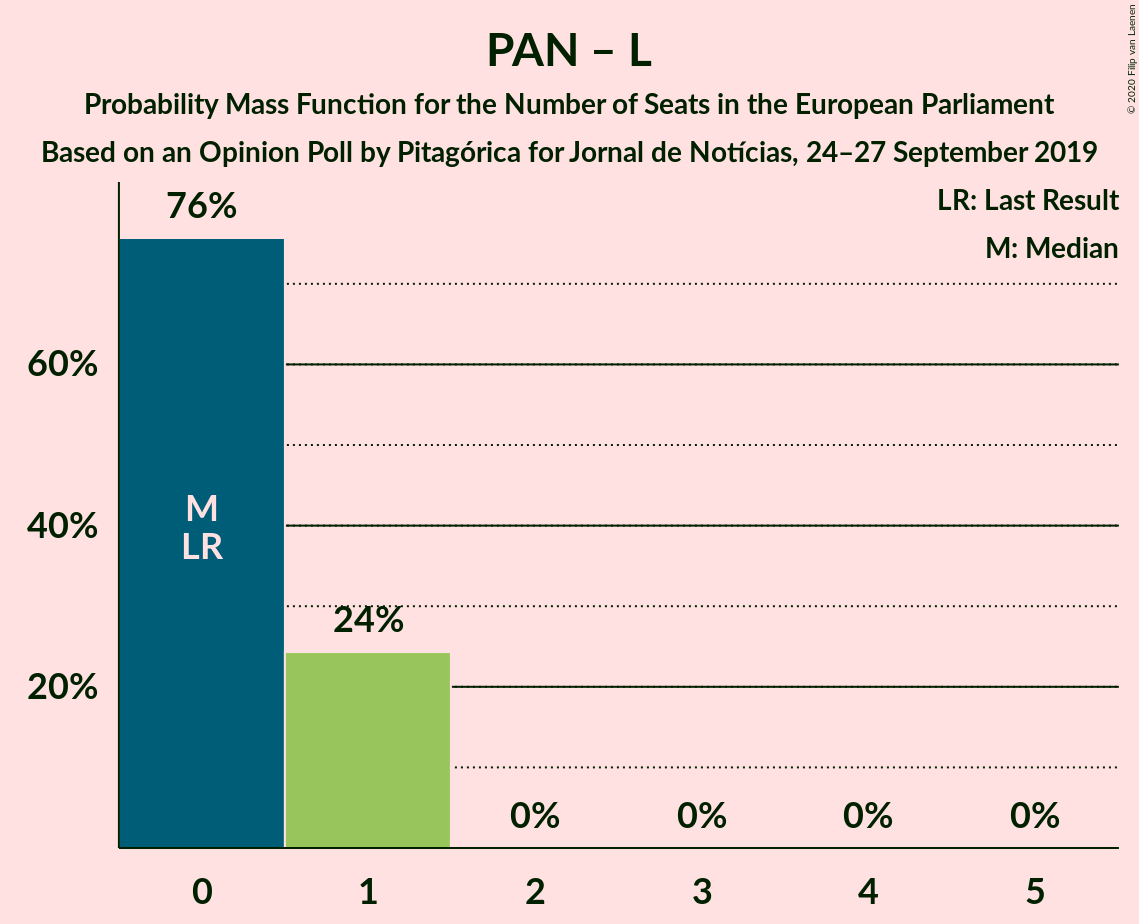 PAN – L
Probability Mass Function for the Number of Seats in the European Parliament
Based on an Opinion Poll by Pitagórica for Jornal de Notícias, 24–27 September 2019
© 2020 Filip van Laenen
LR: Last Result
M: Median
76%
60%
40%
20%
M
LR
24%
0%
0%
0%
0%
0
1
2
3
4
5